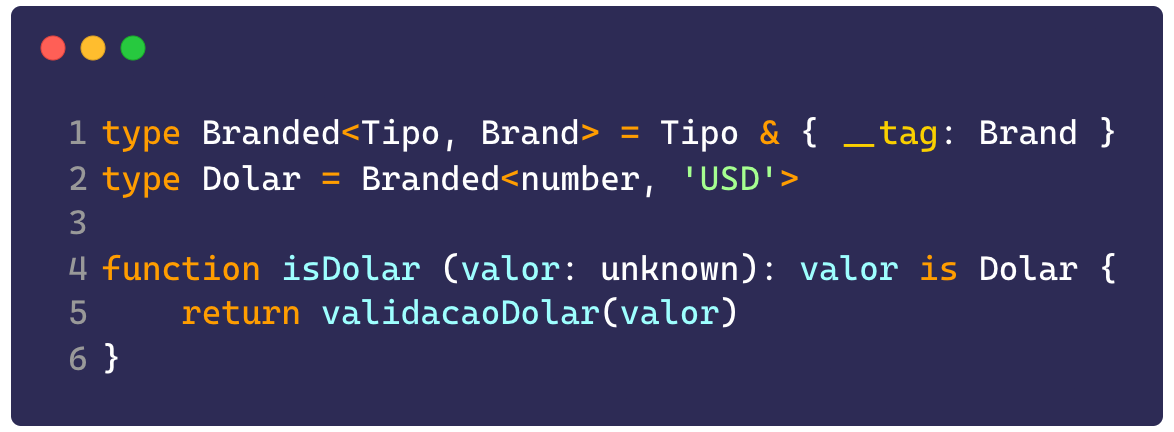 1 type Branded<Tipo, Brand> = Tipo & { __tag: Brand }
2 type Dolar = Branded<number, 'USD'>
3
4 function isDolar (valor: unknown): valor is Dolar {
5     return validacaoDolar(valor)
6 }